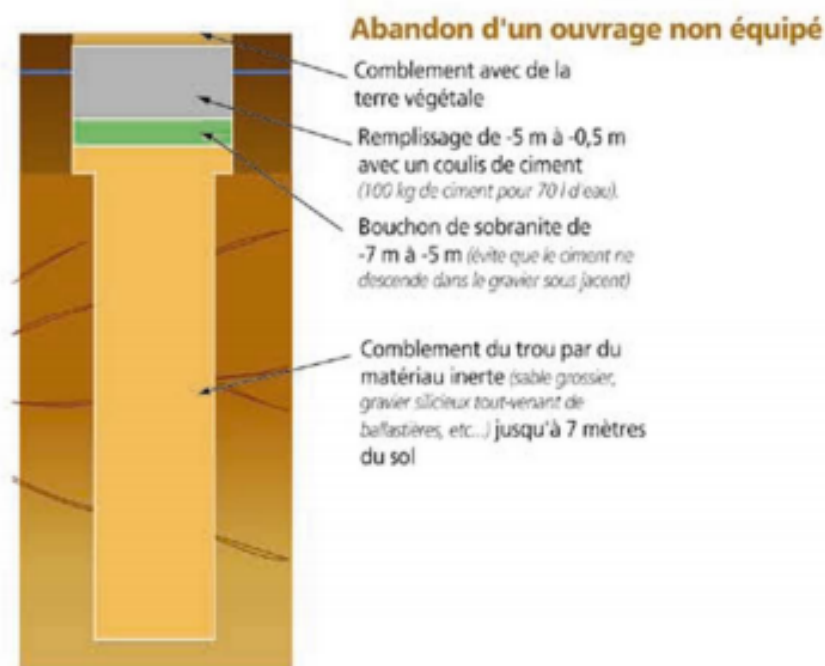 Abandon d'un ouvrage non équipé
Comblement avec de la
terre végétale
Remplissage de -5 m à -0,5 m
avec un coulis de ciment
(100 kg de ciment pour 70 l d'eau).
Bouchon de sobranite de
-7 m à -5 m (évite que le ciment ne
descende dans le gravier sous jacent)
Comblement du trou par du
matériau inerte (sable grossier,
gravier silicieux tout-venant de
ballastières, etc...) jusqu'à 7 mètres
du sol